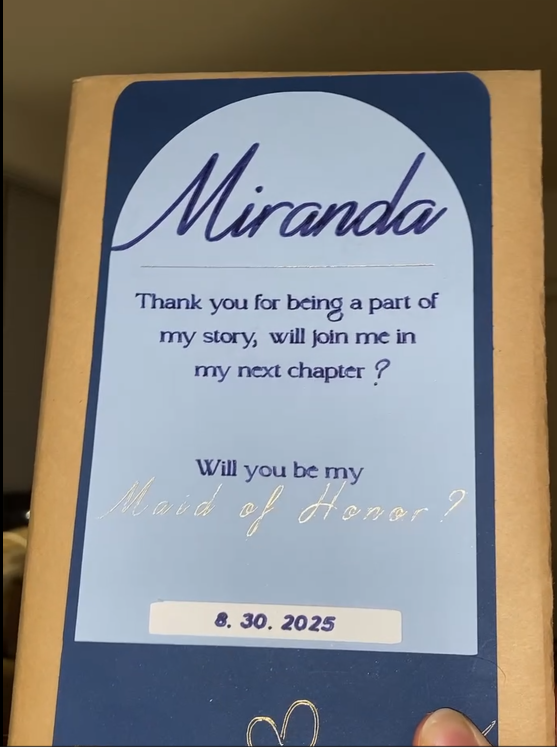 Miranda
Thank you for being a part of
my story, will join me in
my next chapter ?
Will you be my
Maid of Honor ?
8. 30. 2025